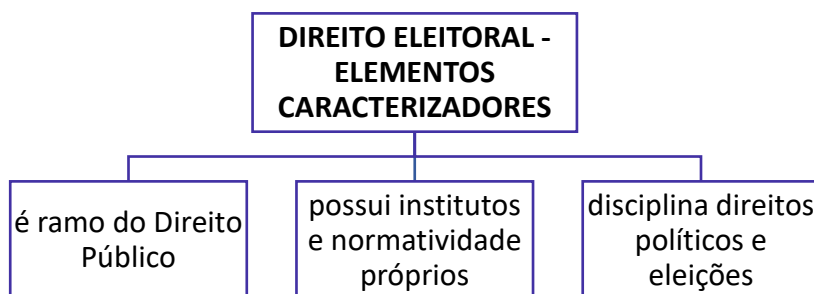 DIREITO ELEITORAL -
ELEMENTOS
CARACTERIZADORES
é ramo do Direito
Público
possui institutos
e normatividade
próprios
disciplina direitos
políticos e
eleições